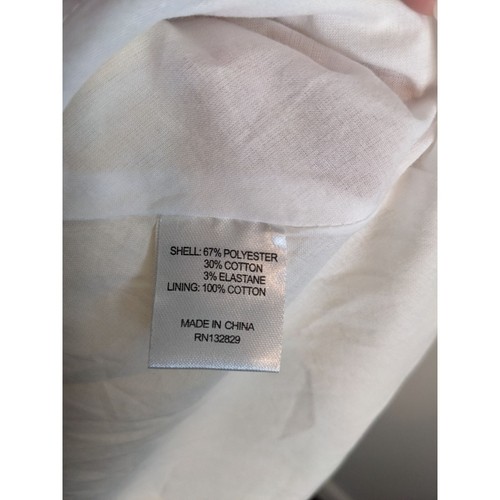 SHELL: 67% POLYESTER
30% COTTON
3% ELASTANE
LINING: 100% COTTON
MADE IN CHINA
RN132829